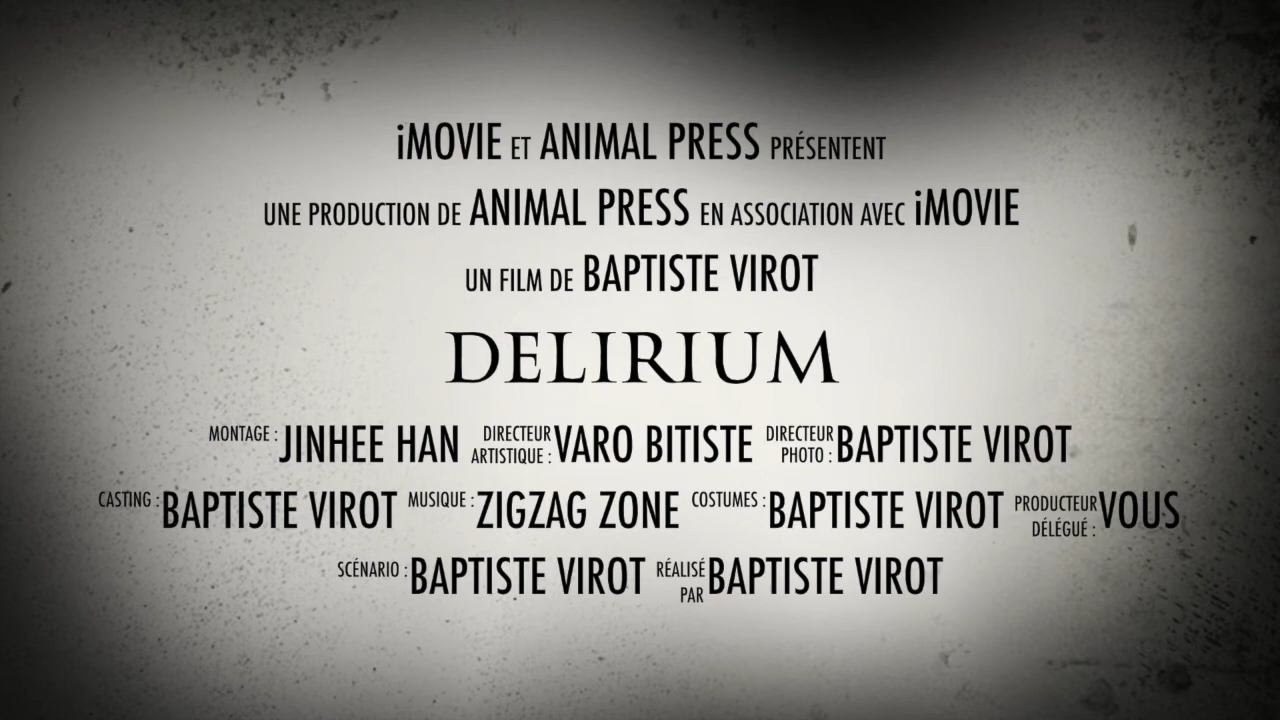 iMOVIE ET ANIMAL PRESS PRÉSENTENT
UNE PRODUCTION DE ANIMAL PRESS EN ASSOCIATION AVEC iMOVIE
UN FILM DE BAPTISTE VIROT
DELIRIUM
MONTAGE : JINHEE HAN DIRECTEUR ARTISTIQUE : VARO BITISTE DIRECTEUR PHOTO : BAPTISTE VIROT
CASTING : BAPTISTE VIROT MUSIQUE : ZIGZAG ZONE COSTUMES : BAPTISTE VIROT PRODUCTEUR DÉLÉGUÉ : VOUS
SCÉNARIO : BAPTISTE VIROT RÉALISÉ PAR BAPTISTE VIROT